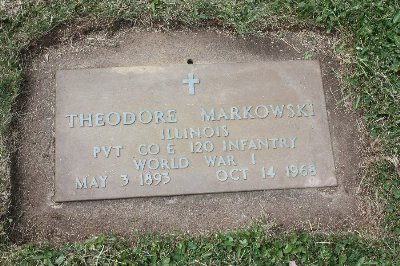 THEODORE MARKOWSKI
ILLINOIS
PVT CO E 120 INFANTRY
WORLD WAR I
MAY 3 1893 OCT 14 1968